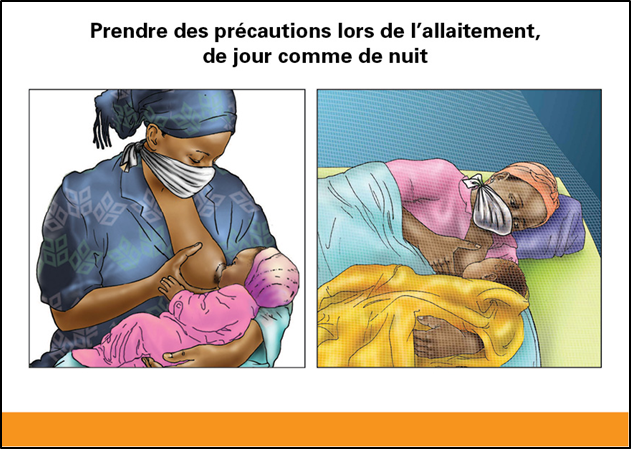 Prendre des précautions lors de l’allaitement,
de jour comme de nuit